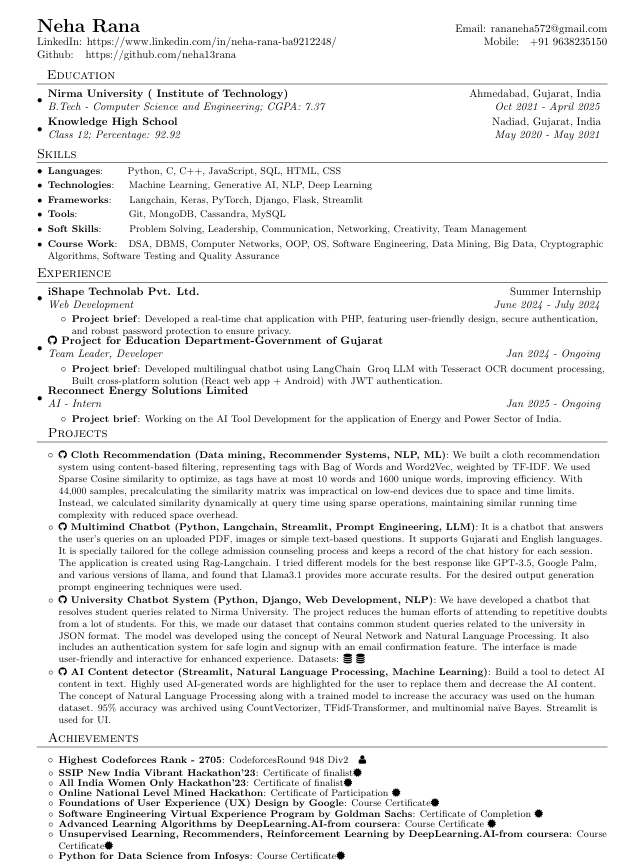 Neha Rana
Email: rananeha572@gmail.com
LinkedIn: https://www.linkedin.com/in/neha-rana-ba9212248/
Mobile: +91 9638235150
Github: https://github.com/neha13rana
Education
Nirma University ( Institute of Technology)
Ahmedabad, Gujarat, India
B.Tech - Computer Science and Engineering; CGPA: 7.37
Oct 2021 - April 2025
Knowledge High School
Nadiad, Gujarat, India
Class 12; Percentage: 92.92
May 2020 - May 2021
Skills
• Languages: Python, C, C++, JavaScript, SQL, HTML, CSS
• Technologies: Machine Learning, Generative AI, NLP, Deep Learning
• Frameworks: Langchain, Keras, PyTorch, Django, Flask, Streamlit
• Tools: Git, MongoDB, Cassandra, MySQL
• Soft Skills: Problem Solving, Leadership, Communication, Networking, Creativity, Team Management
• Course Work: DSA, DBMS, Computer Networks, OOP, OS, Software Engineering, Data Mining, Big Data, Cryptographic
Algorithms, Software Testing and Quality Assurance
Experience
iShape Technolab Pvt. Ltd.
Summer Internship
Web Development
June 2024 - July 2024
Project brief: Developed a real-time chat application with PHP, featuring user-friendly design, secure authentication,
and robust password protection to ensure privacy.
Project for Education Department-Government of Gujarat
Team Leader, Developer
Jan 2024 - Ongoing
Project brief: Developed multilingual chatbot using LangChain Groq LLM with Tesseract OCR document processing,
Built cross-platform solution (React web app + Android) with JWT authentication.
Reconnect Energy Solutions Limited
AI - Intern
Jan 2025 - Ongoing
Project brief: Working on the AI Tool Development for the application of Energy and Power Sector of India.
Projects
Cloth Recommendation (Data mining, Recommender Systems, NLP, ML): We built a cloth recommendation
system using content-based filtering, representing tags with Bag of Words and Word2Vec, weighted by TF-IDF. We used
Sparse Cosine similarity to optimize, as tags have at most 10 words and 1600 unique words, improving efficiency. With
44,000 samples, precalculating the similarity matrix was impractical on low-end devices due to space and time limits.
Instead, we calculated similarity dynamically at query time using sparse operations, maintaining similar running time
complexity with reduced space overhead.
Multimind Chatbot (Python, Langchain, Streamlit, Prompt Engineering, LLM): It is a chatbot that answers
the user's queries on an uploaded PDF, images or simple text-based questions. It supports Gujarati and English languages.
It is specially tailored for the college admission counseling process and keeps a record of the chat history for each session.
The application is created using Rag-Langchain. I tried different models for the best response like GPT-3.5, Google Palm,
and various versions of llama, and found that Llama3.1 provides more accurate results. For the desired output generation
prompt engineering techniques were used.
University Chatbot System (Python, Django, Web Development, NLP): We have developed a chatbot that
resolves student queries related to Nirma University. The project reduces the human efforts of attending to repetitive doubts
from a lot of students. For this, we made our dataset that contains common student queries related to the university in
JSON format. The model was developed using the concept of Neural Network and Natural Language Processing. It also
includes an authentication system for safe login and signup with an email confirmation feature. The interface is made
user-friendly and interactive for enhanced experience. Datasets:
AI Content detector (Streamlit, Natural Language Processing, Machine Learning): Build a tool to detect AI
content in text. Highly used AI-generated words are highlighted for the user to replace them and decrease the AI content.
The concept of Natural Language Processing along with a trained model to increase the accuracy was used on the human
dataset. 95% accuracy was archived using CountVectorizer, TFidf-Transformer, and multinomial naïve Bayes. Streamlit is
used for UI.
Achievements
Highest Codeforces Rank - 2705: CodeforcesRound 948 Div2
SSIP New India Vibrant Hackathon'23: Certificate of finalist
All India Women Only Hackathon'23: Certificate of finalist
Online National Level Mined Hackathon: Certificate of Participation
Foundations of User Experience (UX) Design by Google: Course Certificate
Software Engineering Virtual Experience Program by Goldman Sachs: Certificate of Completion
Advanced Learning Algorithms by DeepLearning.AI-from coursera: Course Certificate
Unsupervised Learning, Recommenders, Reinforcement Learning by DeepLearning.AI-from coursera: Course
Certificate
Python for Data Science from Infosys: Course Certificate